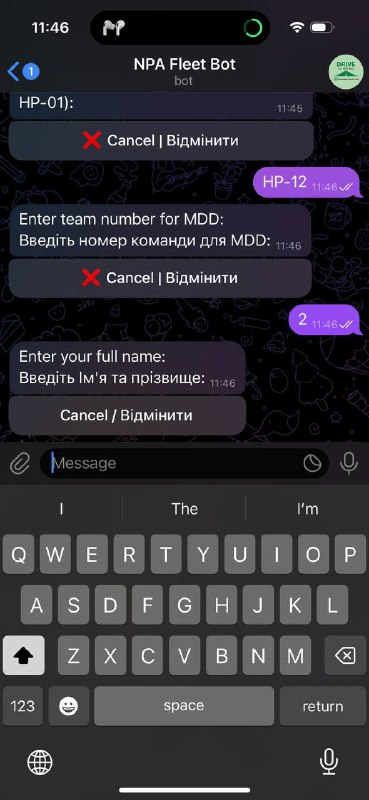 11:46
1
NPA Fleet Bot
bot
DRIVE
HP-01):
11:45
❌ Cancel | Відмінити
HP-12 11:46
Enter team number for MDD:
Введіть номер команди для MDD: 11:46
❌ Cancel | Відмінити
2 11:46
Enter your full name:
Введіть Ім'я та прізвище: 11:46
Cancel / Відмінити
Message
I The I'm
Q W E R T Y U I O P
A S D F G H J K L
Z X C V B N M
123 space return